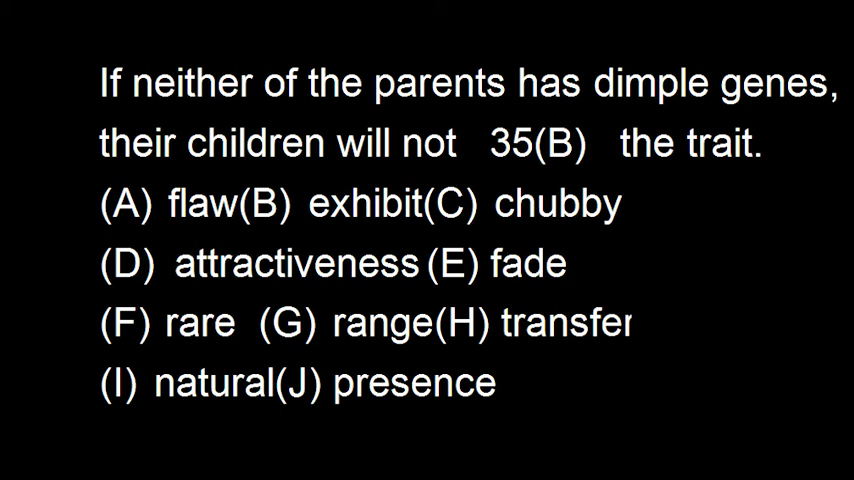 If neither of the parents has dimple genes,
their children will not 35(B) the trait.
(A) flaw(B) exhibit(C) chubby
(D) attractiveness (E) fade
(F) rare (G) range(H) transfer
(I) natural(J) presence